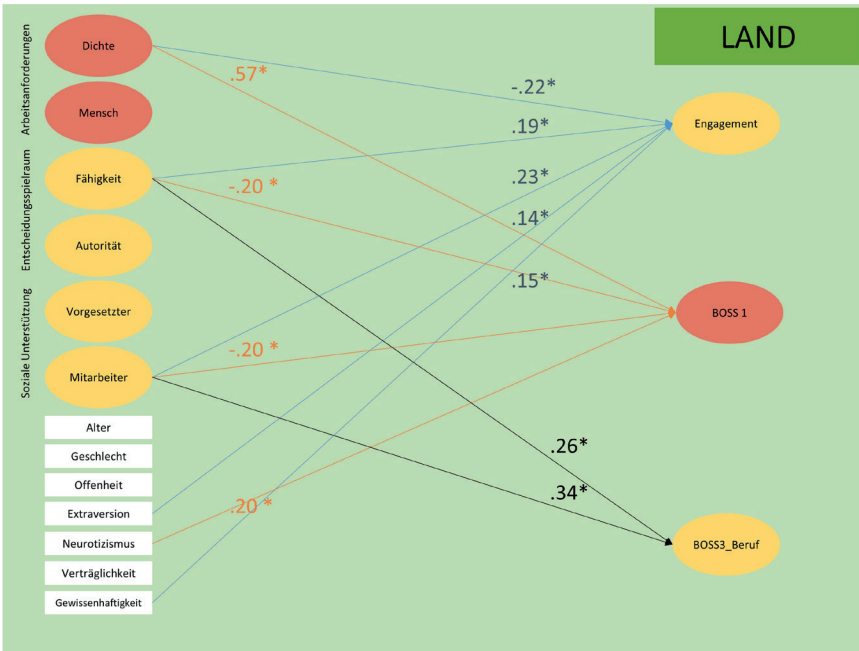 LAND
Arbeitsanforderungen
Dichte
Mensch
Entscheidungsspielraum
Fähigkeit
Autorität
Soziale Unterstützung
Vorgesetzter
Mitarbeiter
Alter
Geschlecht
Offenheit
Extraversion
Neurotizismus
Verträglichkeit
Gewissenhaftigkeit
.57*
-.20 *
-.20 *
.20 *
-.22*
.19*
.23*
.14*
.15*
.26*
.34*
Engagement
BOSS 1
BOSS3_Beruf